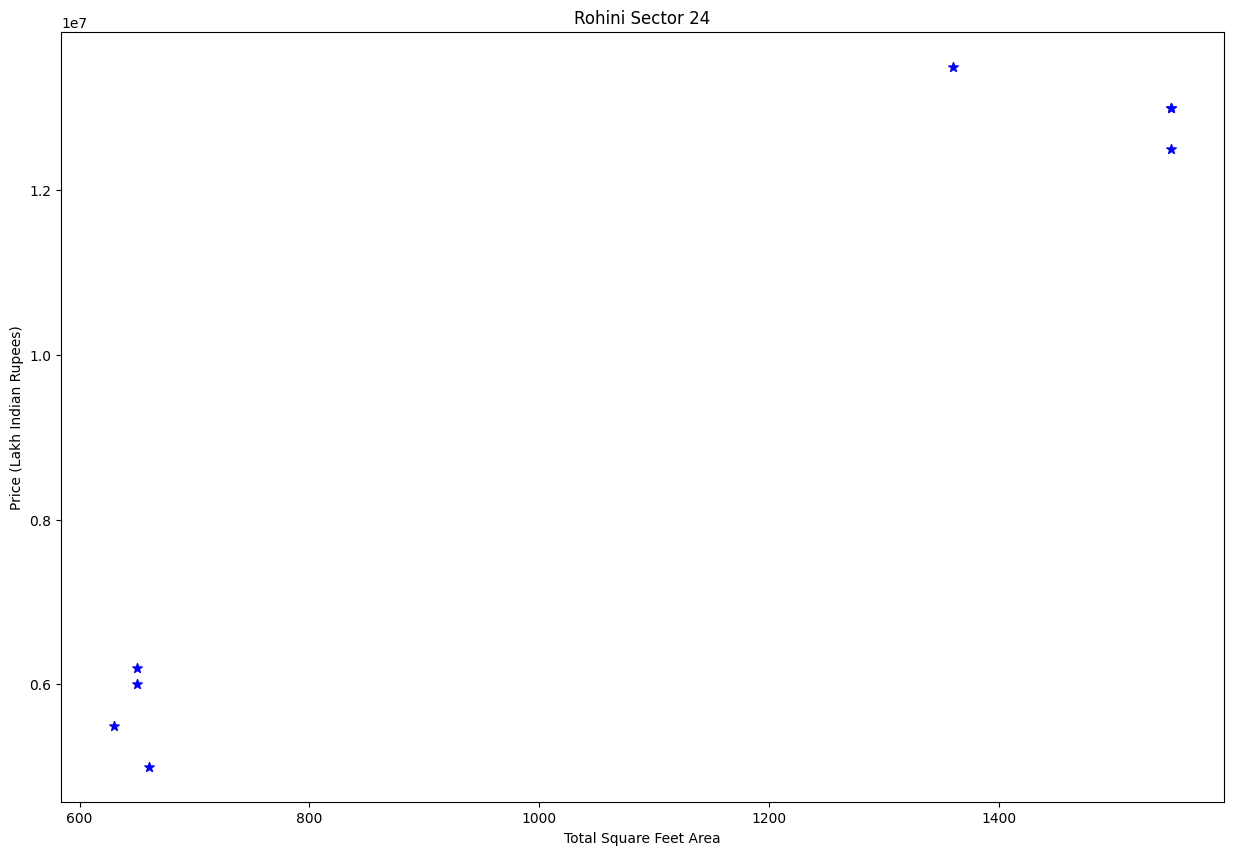 Rohini Sector 24
1e7
1.2
1.0
0.8
0.6
Price (Lakh Indian Rupees)
600 800 1000 1200 1400
Total Square Feet Area